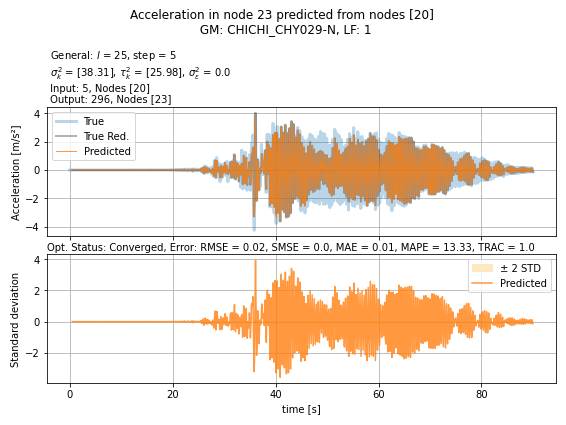 Acceleration in node 23 predicted from nodes [20]
GM: CHICHI_CHY029-N, LF: 1
General: l = 25, step = 5
σ²ₖ = [38.31], τ²ₖ = [25.98], σ²ε = 0.0
Input: 5, Nodes [20]
Output: 296, Nodes [23]
Acceleration [m/s²]
4
2
0
−2
−4
True
True Red.
Predicted
Opt. Status: Converged, Error: RMSE = 0.02, SMSE = 0.0, MAE = 0.01, MAPE = 13.33, TRAC = 1.0
Standard deviation
4
2
0
−2
± 2 STD
Predicted
0 20 40 60 80
time [s]